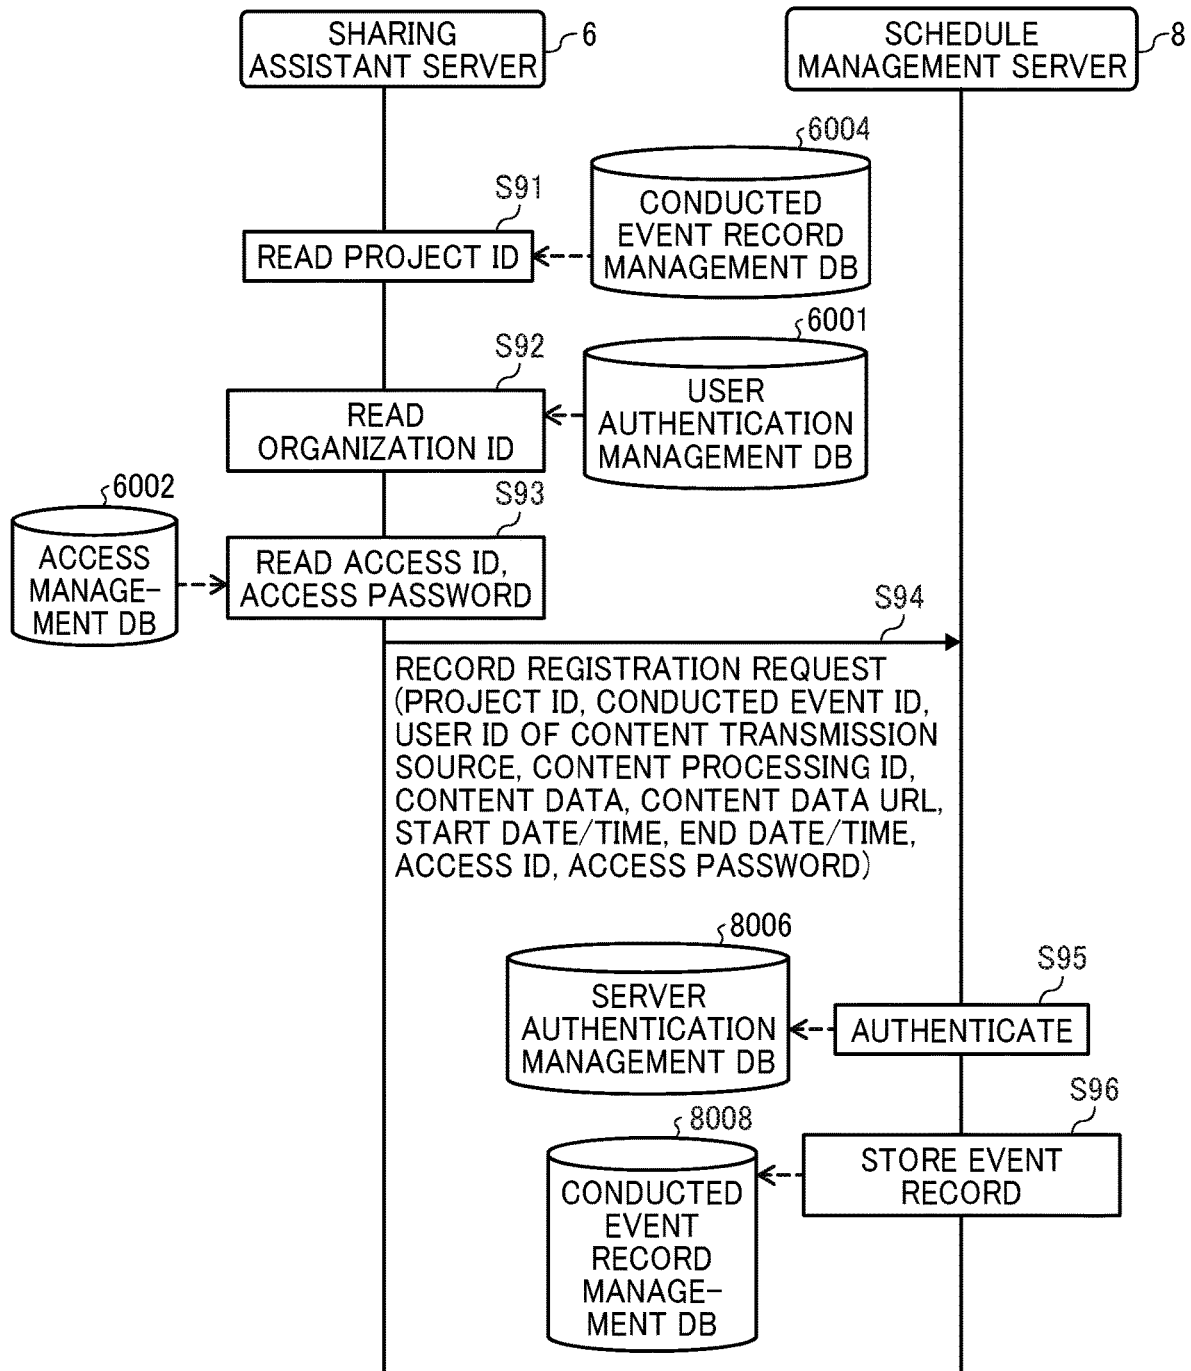 SHARING
ASSISTANT SERVER
6
SCHEDULE
MANAGEMENT SERVER
8
6004
CONDUCTED
EVENT RECORD
MANAGEMENT DB
S91
READ PROJECT ID
6001
USER
AUTHENTICATION
MANAGEMENT DB
S92
READ
ORGANIZATION ID
6002
ACCESS
MANAGE-
MENT DB
S93
READ ACCESS ID,
ACCESS PASSWORD
S94
RECORD REGISTRATION REQUEST
(PROJECT ID, CONDUCTED EVENT ID,
USER ID OF CONTENT TRANSMISSION
SOURCE, CONTENT PROCESSING ID,
CONTENT DATA, CONTENT DATA URL,
START DATE/TIME, END DATE/TIME,
ACCESS ID, ACCESS PASSWORD)
8006
SERVER
AUTHENTICATION
MANAGEMENT DB
S95
AUTHENTICATE
S96
STORE EVENT
RECORD
8008
CONDUCTED
EVENT
RECORD
MANAGE-
MENT DB